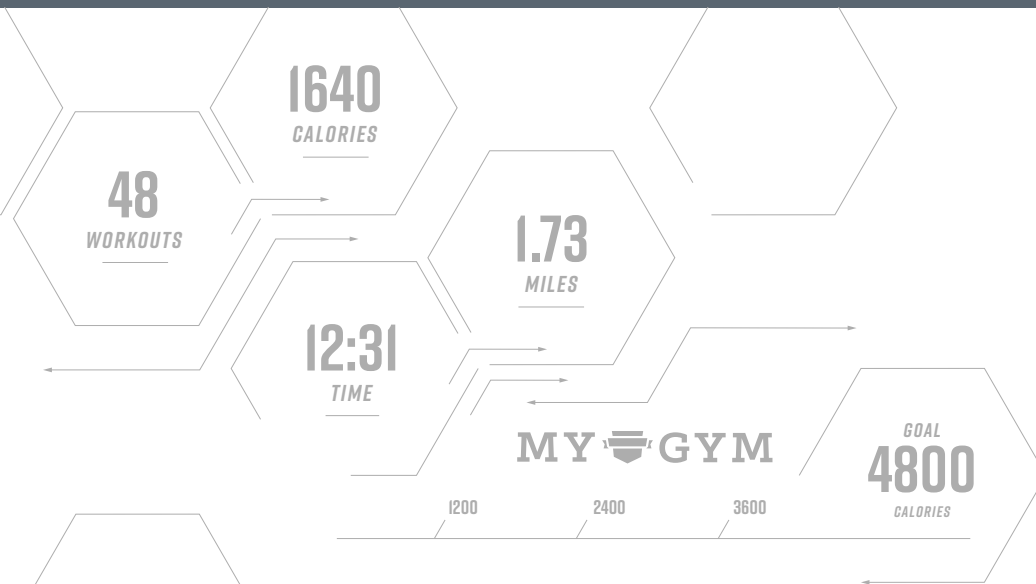 1640
CALORIES
48
WORKOUTS
1.73
MILES
12:31
TIME
MY GYM
GOAL
4800
CALORIES
1200 2400 3600